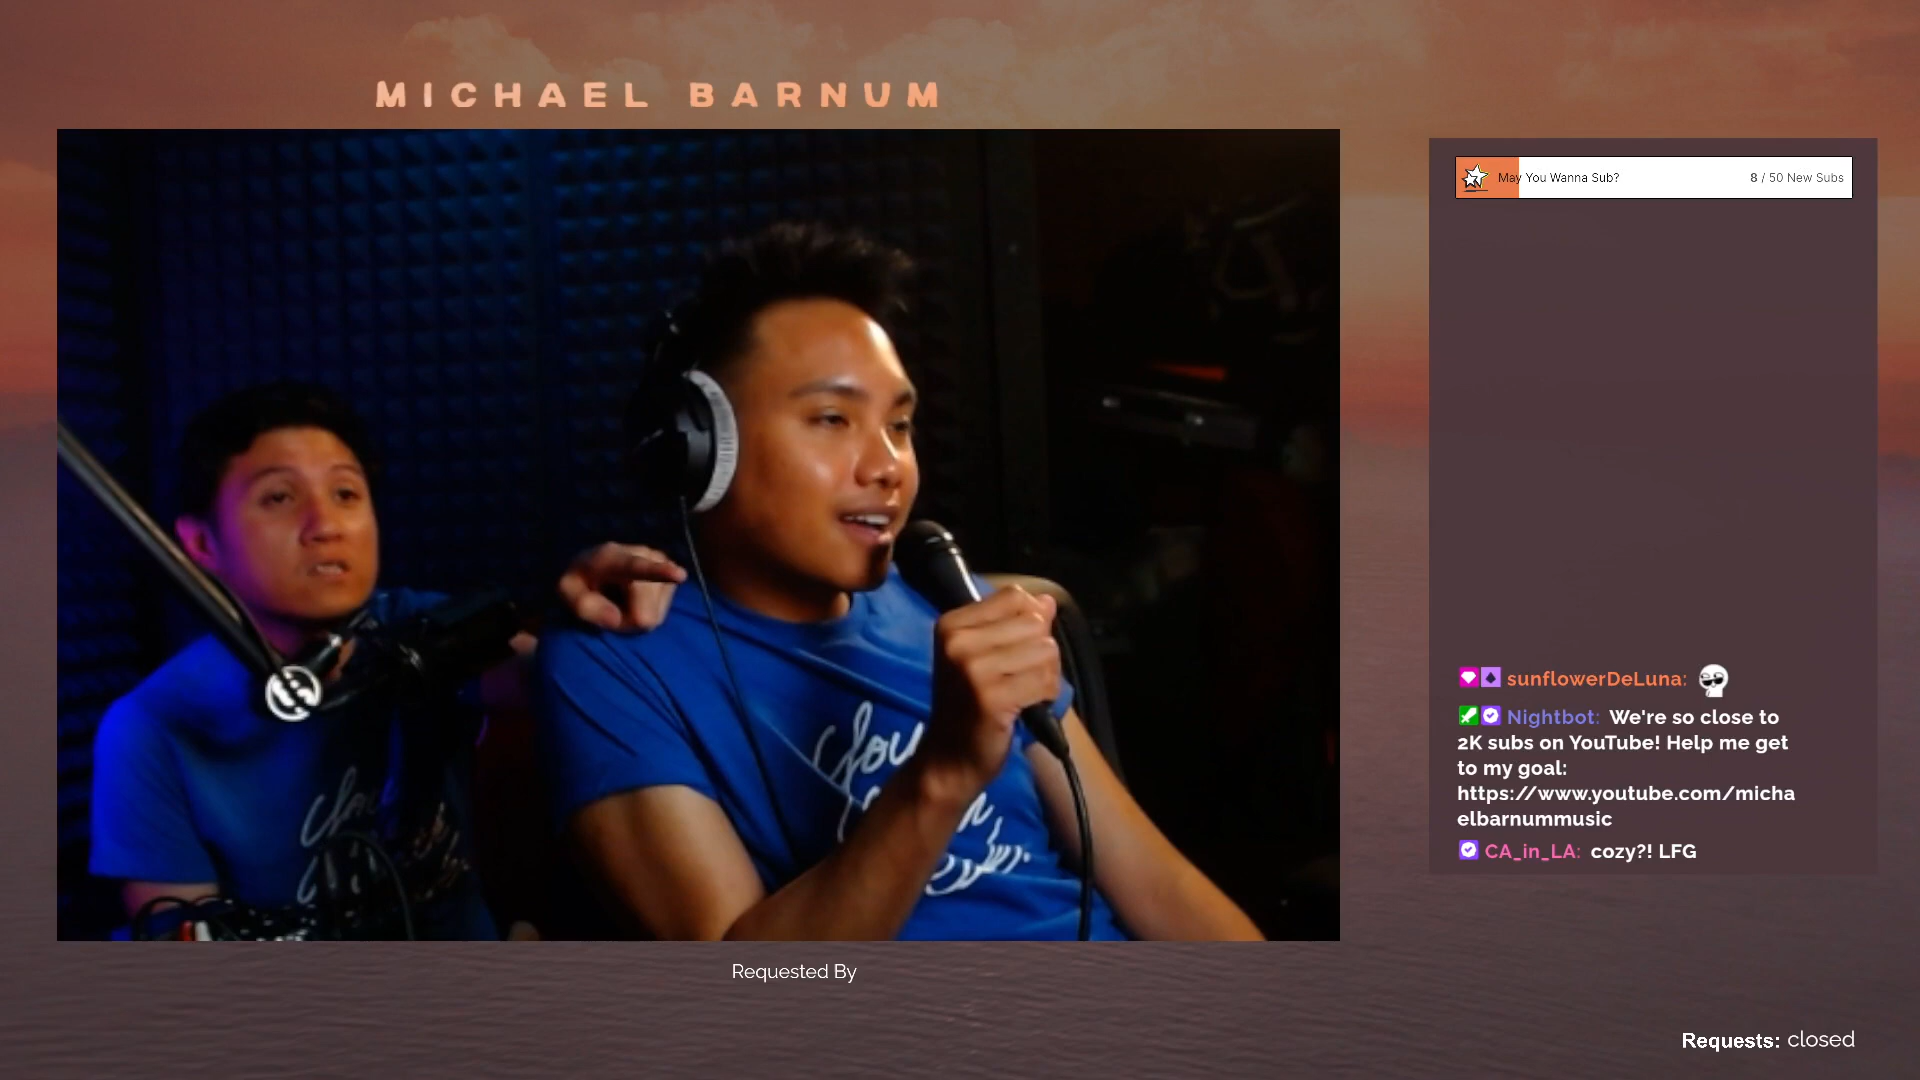 MICHAEL BARNUM
May You Wanna Sub?
8 / 50 New Subs
sunflowerDeLuna:
Nightbot: We're so close to
2K subs on YouTube! Help me get
to my goal:
https://www.youtube.com/micha
elbarnummusic
CA_in_LA: cozy?! LFG
You
Requested By
Requests: closed